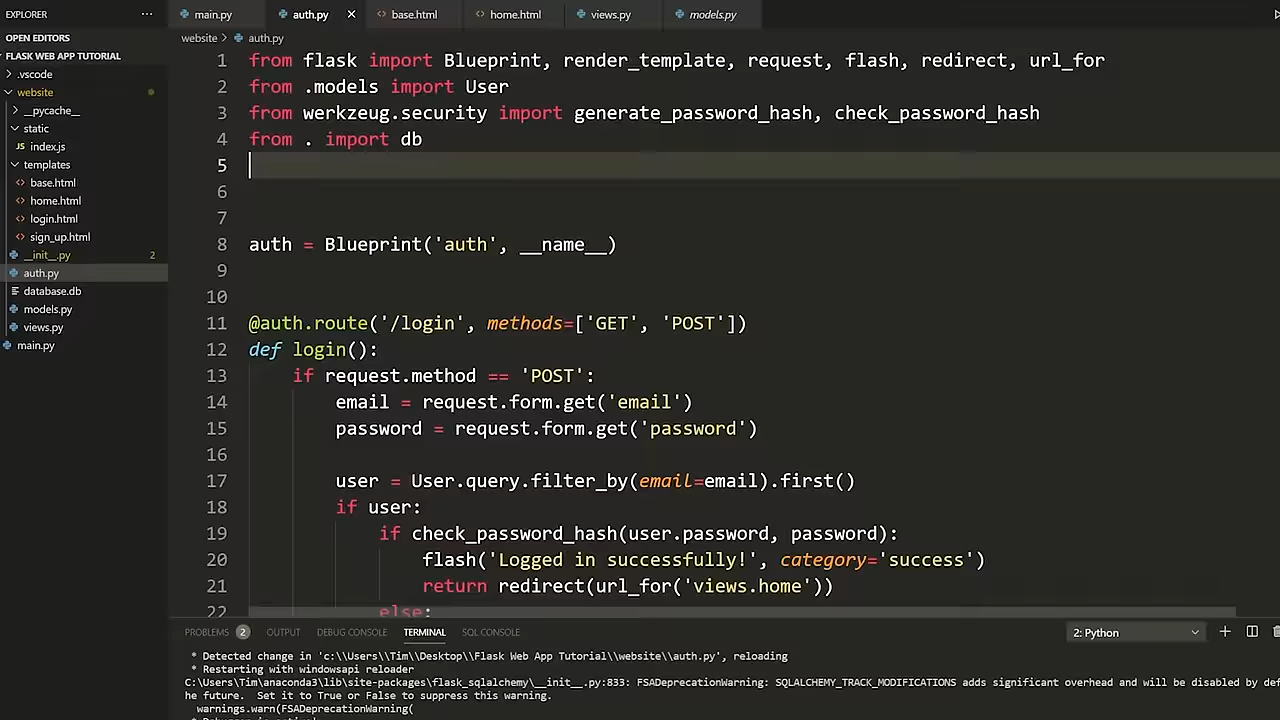 EXPLORER ···
main.py auth.py × base.html home.html views.py models.py
OPEN EDITORS
FLASK WEB APP TUTORIAL
.vscode
website
__pycache__
static
JS index.js
templates
base.html
home.html
login.html
sign_up.html
__init__.py 2
auth.py
database.db
models.py
views.py
main.py
website > auth.py
1 from flask import Blueprint, render_template, request, flash, redirect, url_for
2 from .models import User
3 from werkzeug.security import generate_password_hash, check_password_hash
4 from . import db
5
6
7
8 auth = Blueprint('auth', __name__)
9
10
11 @auth.route('/login', methods=['GET', 'POST'])
12 def login():
13 if request.method == 'POST':
14 email = request.form.get('email')
15 password = request.form.get('password')
16
17 user = User.query.filter_by(email=email).first()
18 if user:
19 if check_password_hash(user.password, password):
20 flash('Logged in successfully!', category='success')
21 return redirect(url_for('views.home'))
22 else:
PROBLEMS 2 OUTPUT DEBUG CONSOLE TERMINAL SQL CONSOLE 2: Python
* Detected change in 'c:\\Users\\Tim\\Desktop\\Flask Web App Tutorial\\website\\auth.py', reloading
* Restarting with windowsapi reloader
C:\Users\Tim\anaconda3\lib\site-packages\flask_sqlalchemy\__init__.py:833: FSADeprecationWarning: SQLALCHEMY_TRACK_MODIFICATIONS adds significant overhead and will be disabled by def
he future. Set it to True or False to suppress this warning.
warnings.warn(FSADeprecationWarning(